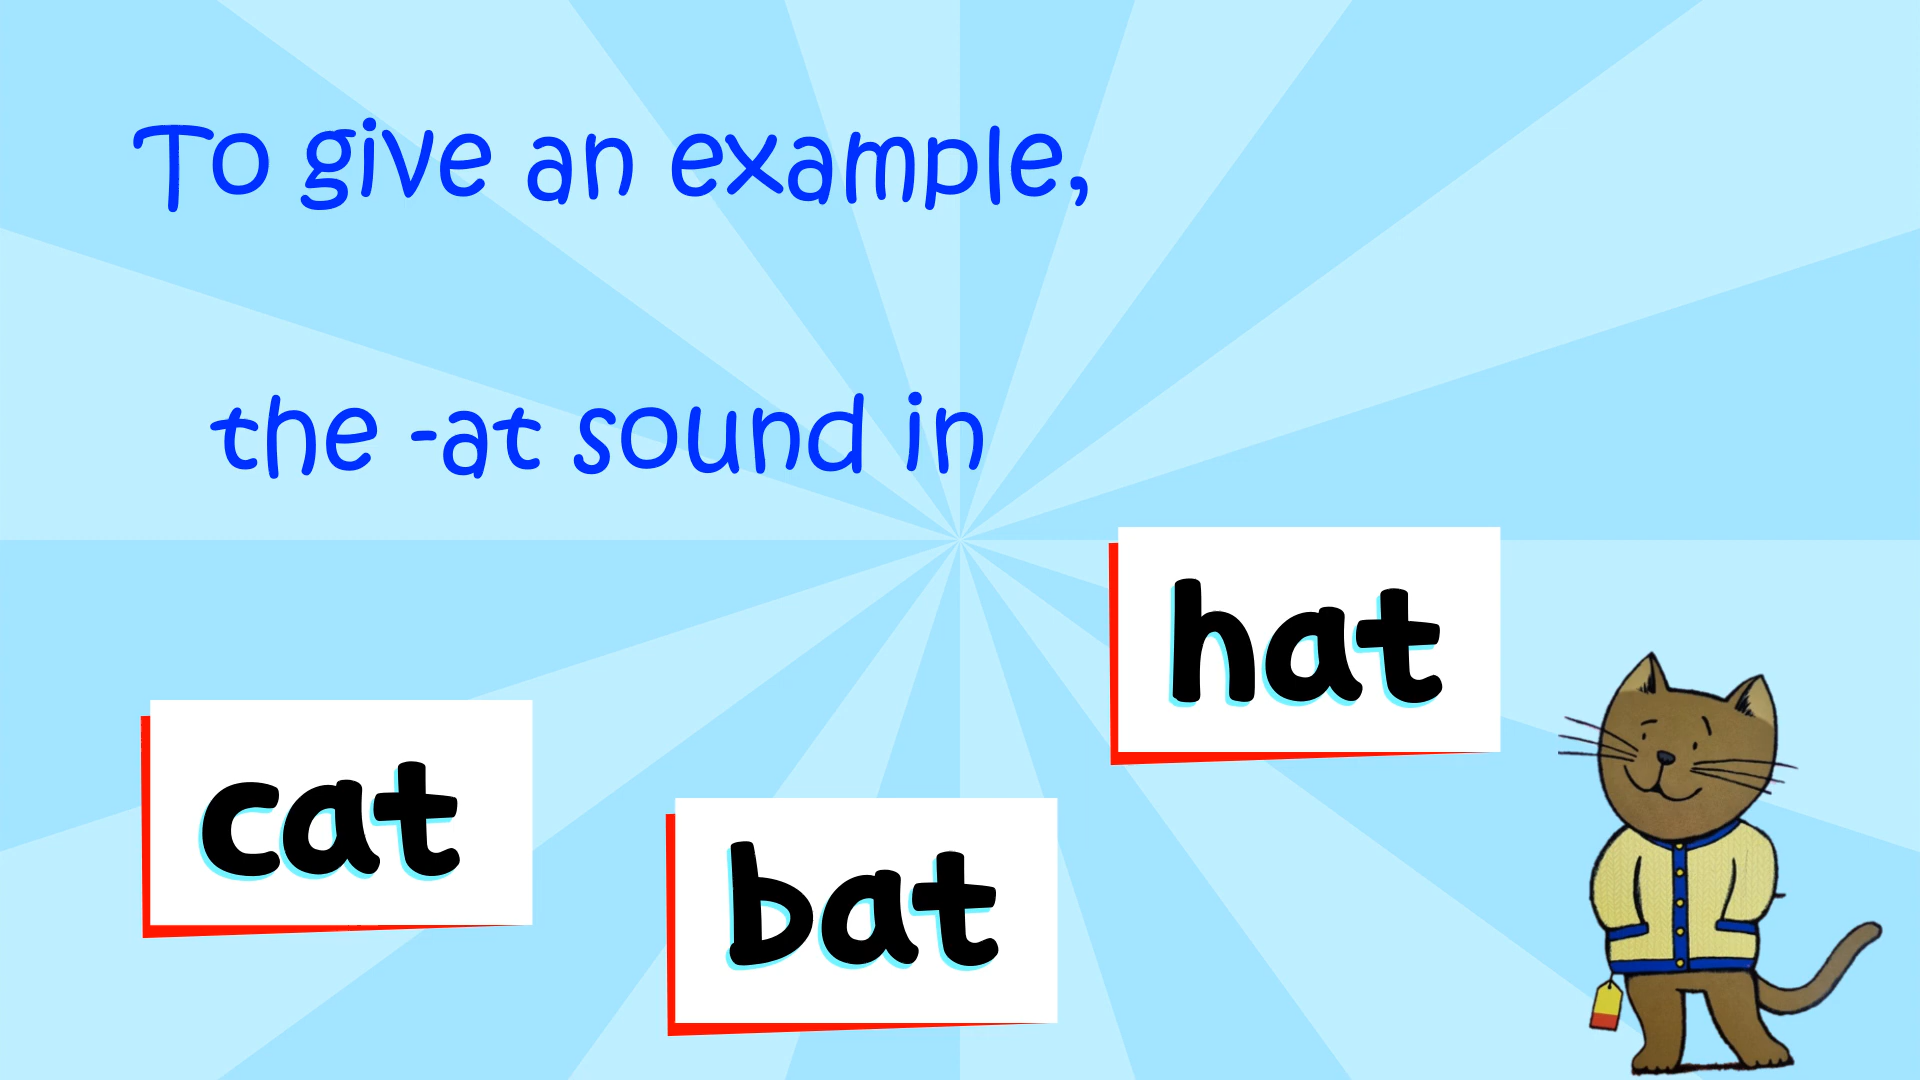 To give an example,
the -at sound in
hat
cat
bat